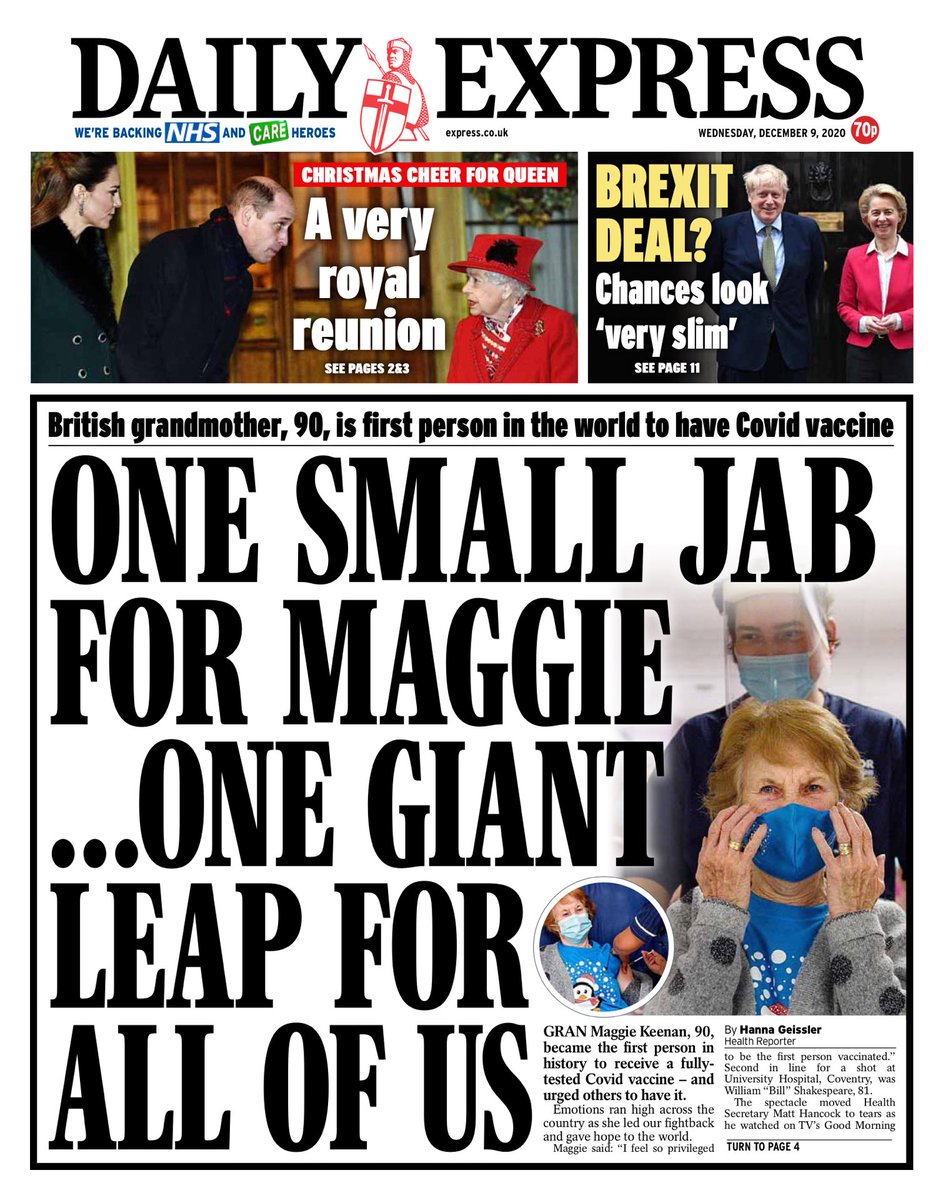 DAILY EXPRESS
WE'RE BACKING NHS AND CARE HEROES
express.co.uk
WEDNESDAY, DECEMBER 9, 2020 70p
CHRISTMAS CHEER FOR QUEEN
A very
royal
reunion
SEE PAGES 2&3
BREXIT
DEAL?
Chances look
‘very slim’
SEE PAGE 11
British grandmother, 90, is first person in the world to have Covid vaccine
ONE SMALL JAB
FOR MAGGIE
...ONE GIANT
LEAP FOR
ALL OF US
GRAN Maggie Keenan, 90,
became the first person in
history to receive a fully-
tested Covid vaccine – and
urged others to have it.
Emotions ran high across the
country as she led our fightback
and gave hope to the world.
Maggie said: “I feel so privileged
By Hanna Geissler
Health Reporter
to be the first person vaccinated.”
Second in line for a shot at
University Hospital, Coventry, was
William “Bill” Shakespeare, 81.
The spectacle moved Health
Secretary Matt Hancock to tears as
he watched on TV’s Good Morning
TURN TO PAGE 4